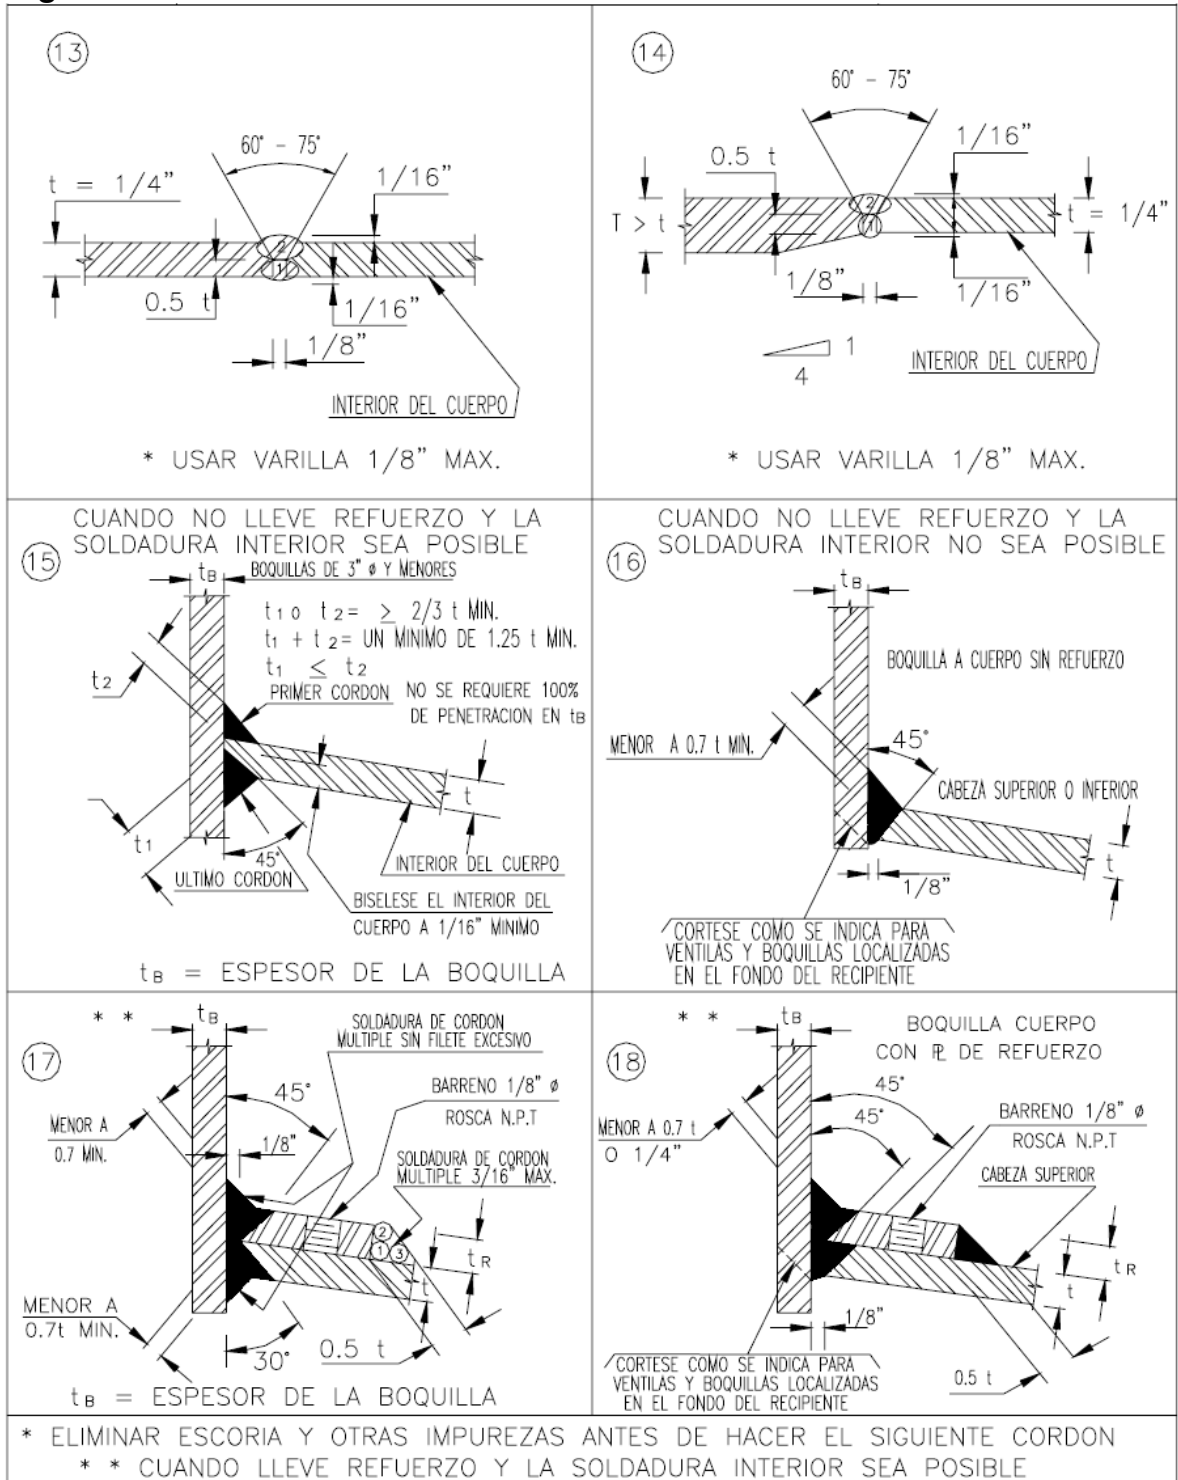 13
60° - 75°
t = 1/4”
1/16”
2
1
0.5 t
1/16”
1/8”
INTERIOR DEL CUERPO
* USAR VARILLA 1/8” MAX.
14
60° - 75°
0.5 t
1/16”
T > t
2
1
t = 1/4”
1/8”
1/16”
1
4
INTERIOR DEL CUERPO
* USAR VARILLA 1/8” MAX.
CUANDO NO LLEVE REFUERZO Y LA
SOLDADURA INTERIOR SEA POSIBLE
15
tB
BOQUILLAS DE 3" ø Y MENORES
t1 o t2= ≥ 2/3 t MIN.
t1 + t2= UN MINIMO DE 1.25 t MIN.
t1 ≤ t2
t2
PRIMER CORDON
NO SE REQUIERE 100%
DE PENETRACION EN tB
t
t1
45°
ULTIMO CORDON
INTERIOR DEL CUERPO
BISELESE EL INTERIOR DEL
CUERPO A 1/16” MINIMO
tB = ESPESOR DE LA BOQUILLA
CUANDO NO LLEVE REFUERZO Y LA
SOLDADURA INTERIOR NO SEA POSIBLE
16
tB
BOQUILLA A CUERPO SIN REFUERZO
MENOR A 0.7 t MIN.
45°
CABEZA SUPERIOR O INFERIOR
t
1/8”
CORTESE COMO SE INDICA PARA
VENTILAS Y BOQUILLAS LOCALIZADAS
EN EL FONDO DEL RECIPIENTE
* *
tB
17
SOLDADURA DE CORDON
MULTIPLE SIN FILETE EXCESIVO
45°
BARRENO 1/8” ø
ROSCA N.P.T
MENOR A
0.7 MIN.
1/8”
SOLDADURA DE CORDON
MULTIPLE 3/16” MAX.
2
1
3
tR
t
MENOR A
0.7t MIN.
30°
0.5 t
tB = ESPESOR DE LA BOQUILLA
* *
tB
18
BOQUILLA CUERPO
CON PL DE REFUERZO
45°
45°
BARRENO 1/8” ø
ROSCA N.P.T
MENOR A 0.7 t
O 1/4”
CABEZA SUPERIOR
tR
t
1/8”
CORTESE COMO SE INDICA PARA
VENTILAS Y BOQUILLAS LOCALIZADAS
EN EL FONDO DEL RECIPIENTE
0.5 t
* ELIMINAR ESCORIA Y OTRAS IMPUREZAS ANTES DE HACER EL SIGUIENTE CORDON
* * CUANDO LLEVE REFUERZO Y LA SOLDADURA INTERIOR SEA POSIBLE